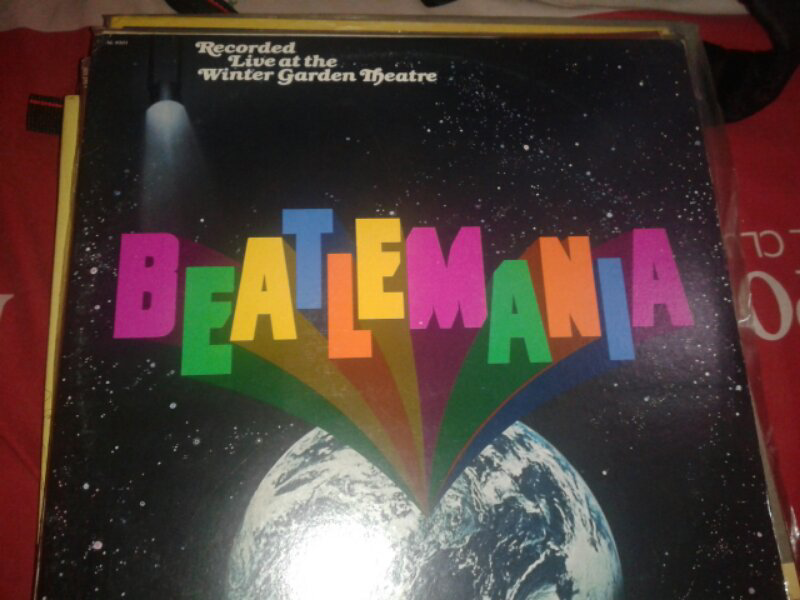 Recorded
Live at the
Winter Garden Theatre
BEATLEMANIA